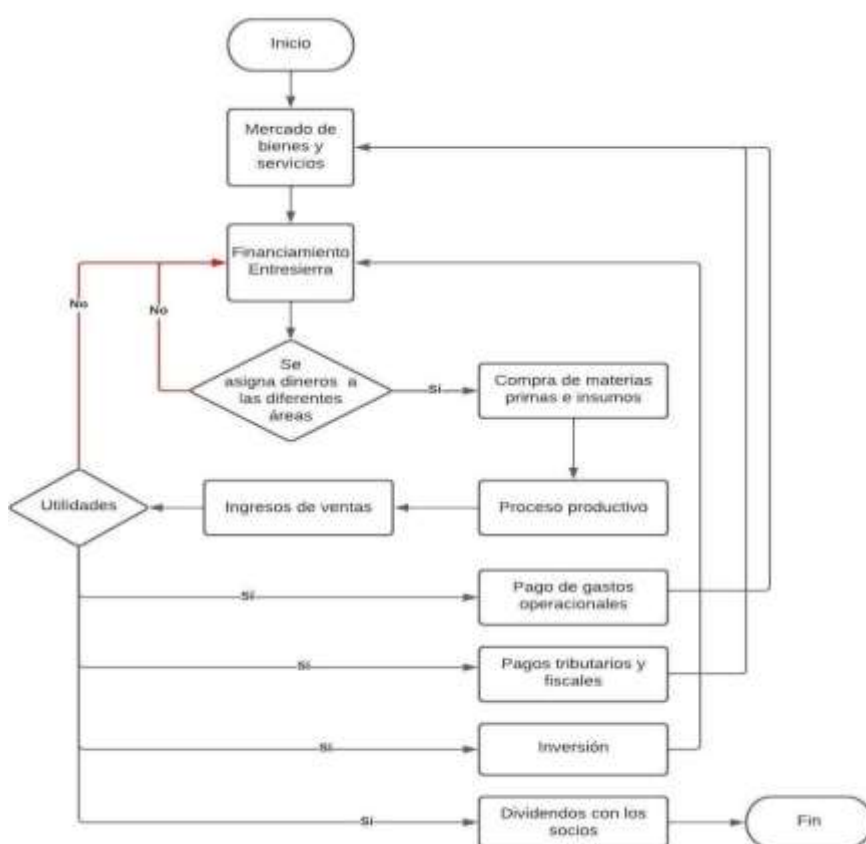 Inicio
Mercado de
bienes y
servicios
Financiamiento
Entresierra
No
No
Se
asigna dineros a
las diferentes
áreas
Si
Compra de materias
primas e insumos
Utilidades
Ingresos de ventas
Proceso productivo
Si
Pago de gastos
operacionales
Si
Pagos tributarios y
fiscales
Si
Inversión
Si
Dividendos con los
socios
Fin